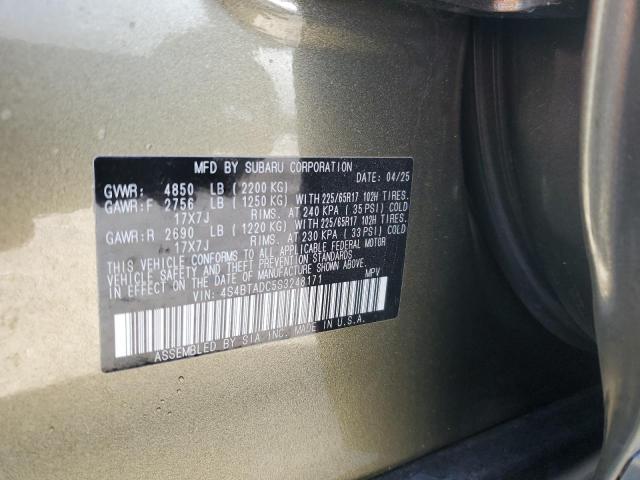 MFD BY SUBARU CORPORATION
DATE: 04/25
GVWR: 4850 LB (2200 KG)
GAWR:F 2756 LB (1250 KG) WITH 225/65R17 102H TIRES,
17X7J RIMS, AT 240 KPA (35 PSI) COLD
GAWR:R 2690 LB (1220 KG) WITH 225/65R17 102H TIRES,
17X7J RIMS, AT 230 KPA (33 PSI) COLD
THIS VEHICLE CONFORMS TO ALL APPLICABLE FEDERAL MOTOR
VEHICLE SAFETY AND THEFT PREVENTION STANDARDS
IN EFFECT ON THE DATE OF MANUFACTURE SHOWN ABOVE.
VIN: 4S4BTADC5S3248171 MPV
ASSEMBLED BY SIA, INC. MADE IN U.S.A.